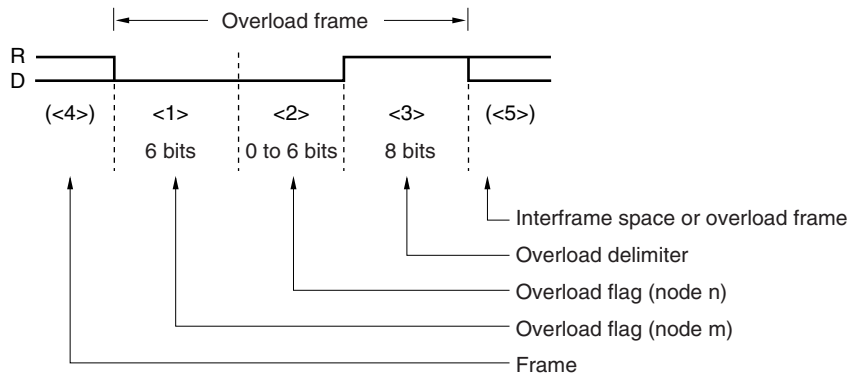 Overload frame
R
D
(<4>) <1> <2> <3> (<5>)
6 bits 0 to 6 bits 8 bits
Interframe space or overload frame
Overload delimiter
Overload flag (node n)
Overload flag (node m)
Frame